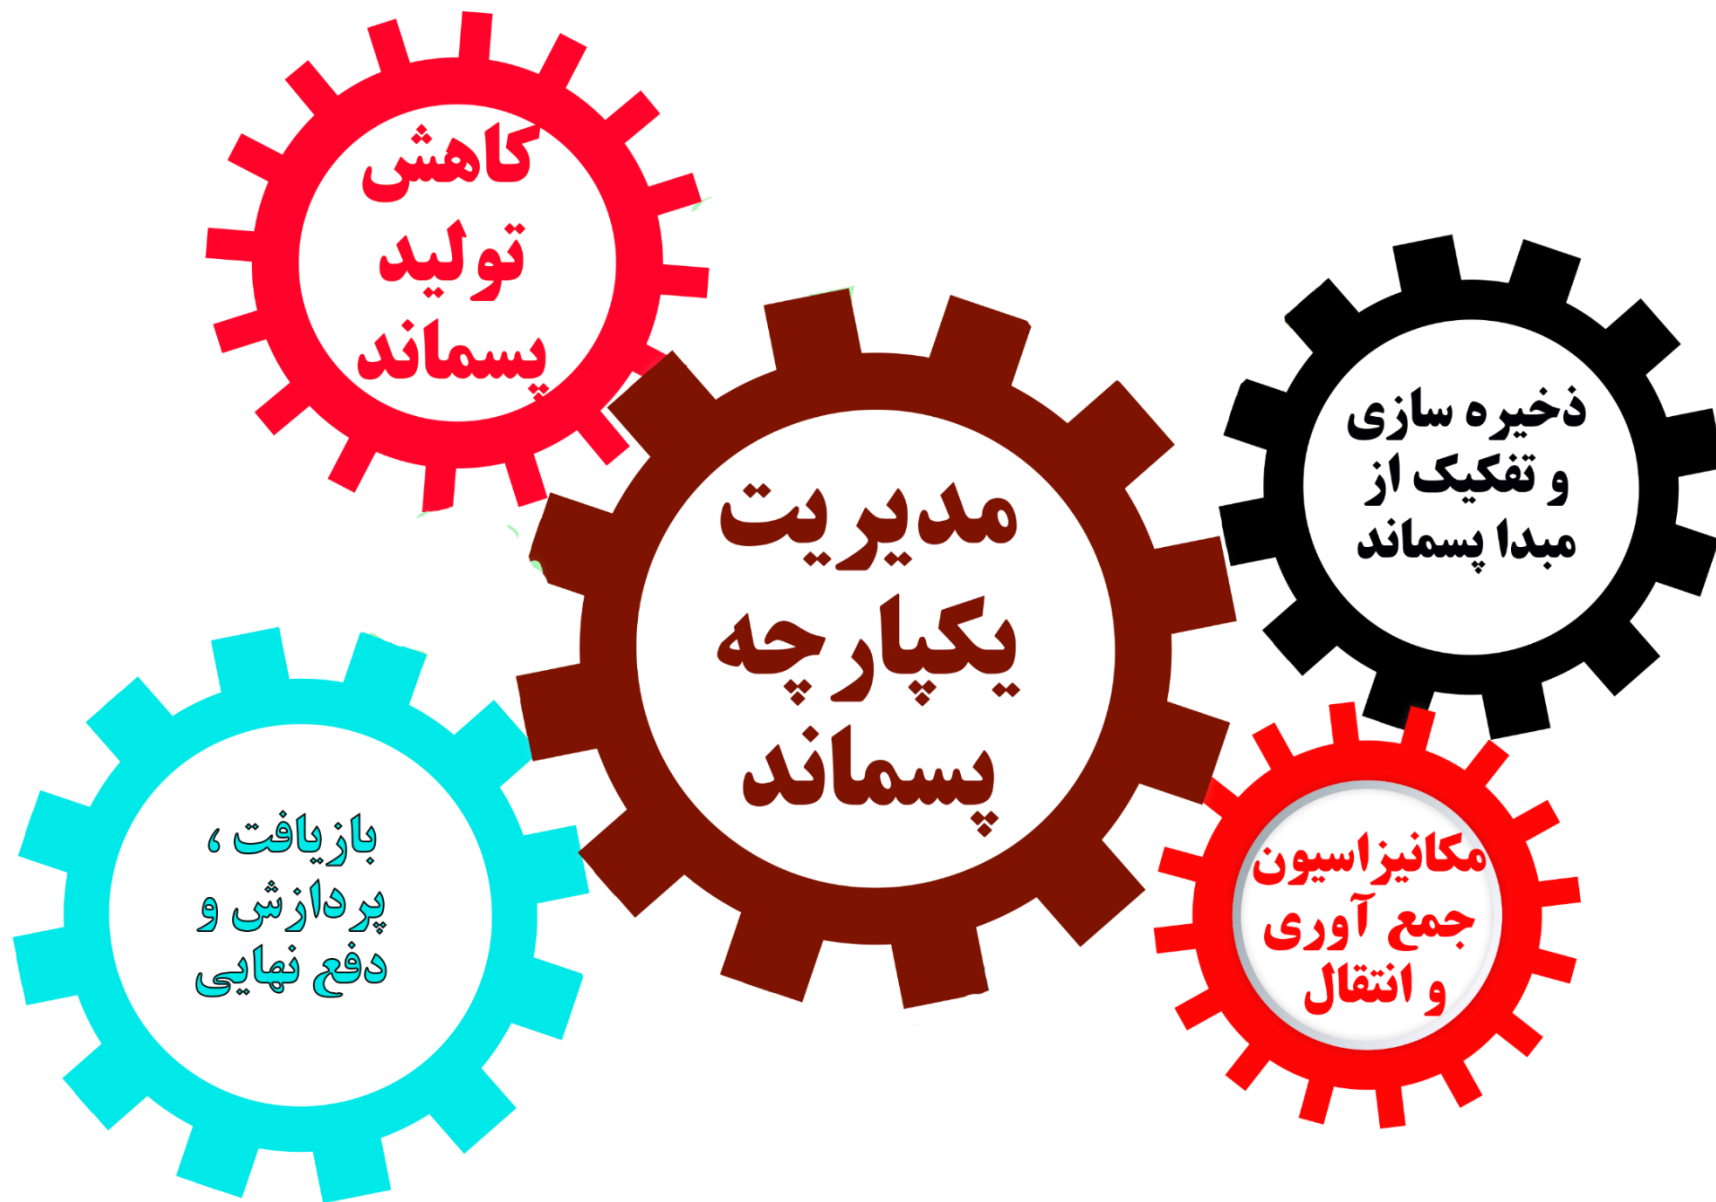 کاهش
تولید
پسماند
مدیریت
یکپارچه
پسماند
ذخیره سازی
و تفکیک از
مبدا پسماند
مکانیزاسیون
جمع آوری
و انتقال
بازیافت ،
پردازش و
دفع نهایی